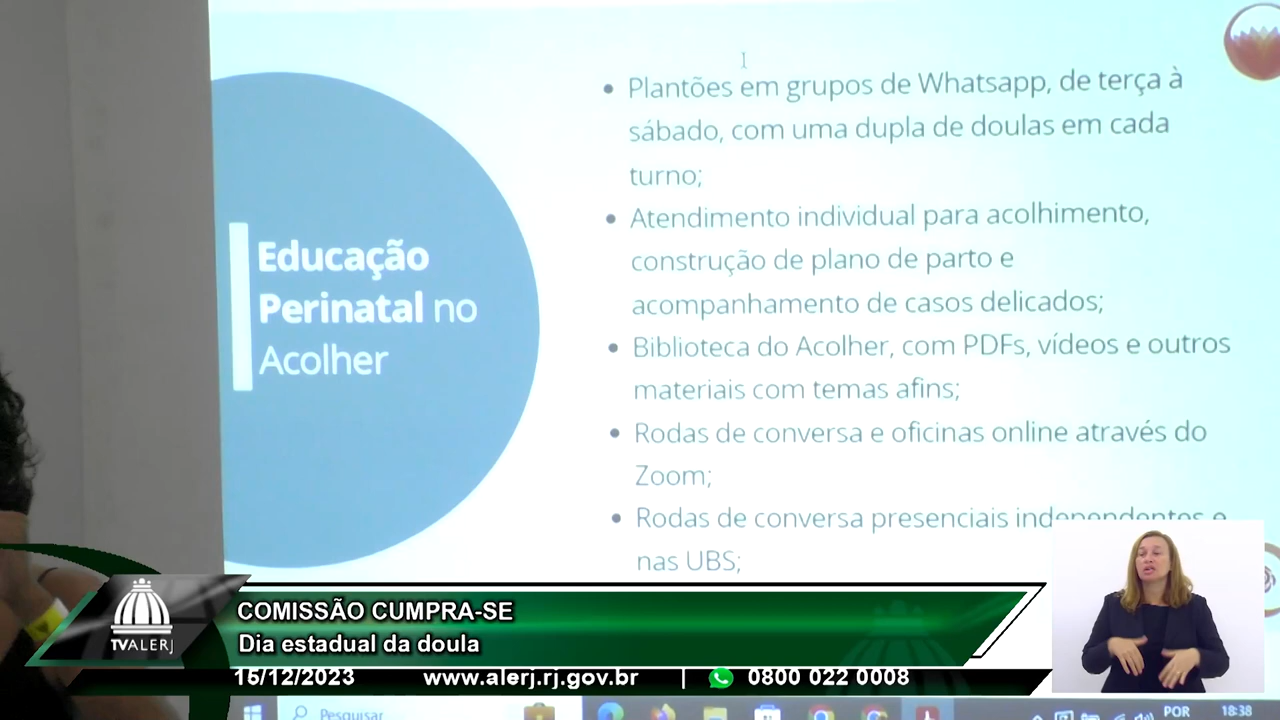 Educação
Perinatal no
Acolher
• Plantões em grupos de Whatsapp, de terça à
sábado, com uma dupla de doulas em cada
turno;
• Atendimento individual para acolhimento,
construção de plano de parto e
acompanhamento de casos delicados;
• Biblioteca do Acolher, com PDFs, vídeos e outros
materiais com temas afins;
• Rodas de conversa e oficinas online através do
Zoom;
• Rodas de conversa presenciais independentes e
nas UBS;
TVALERJ
COMISSÃO CUMPRA-SE
Dia estadual da doula
15/12/2023 www.alerj.rj.gov.br | 0800 022 0008
Pesquisar POR 18:38